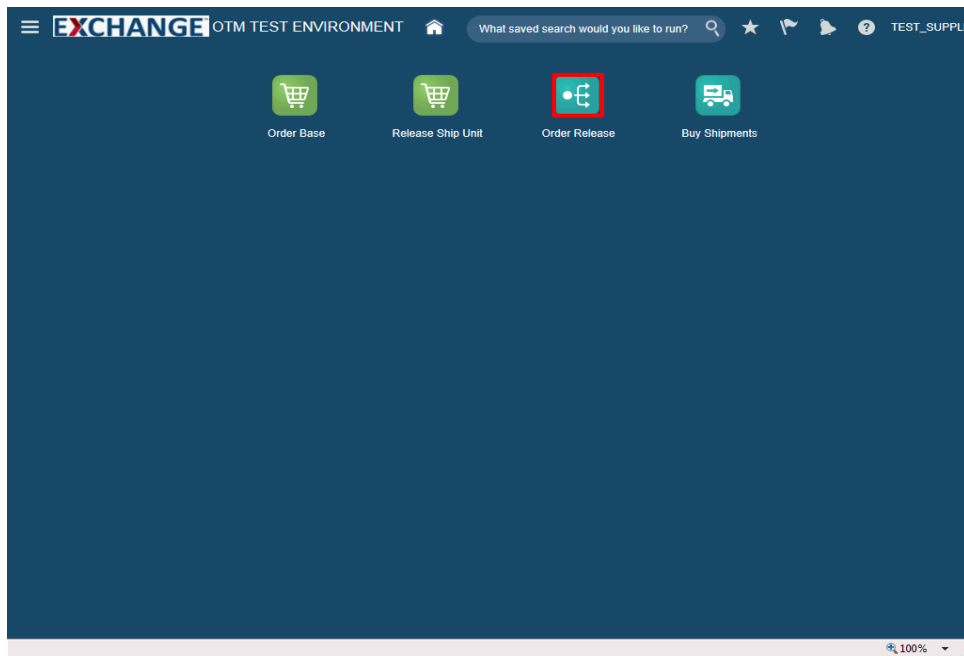 EXCHANGE OTM TEST ENVIRONMENT What saved search would you like to run? ? TEST_SUPPLI
Order Base Release Ship Unit Order Release Buy Shipments
100%